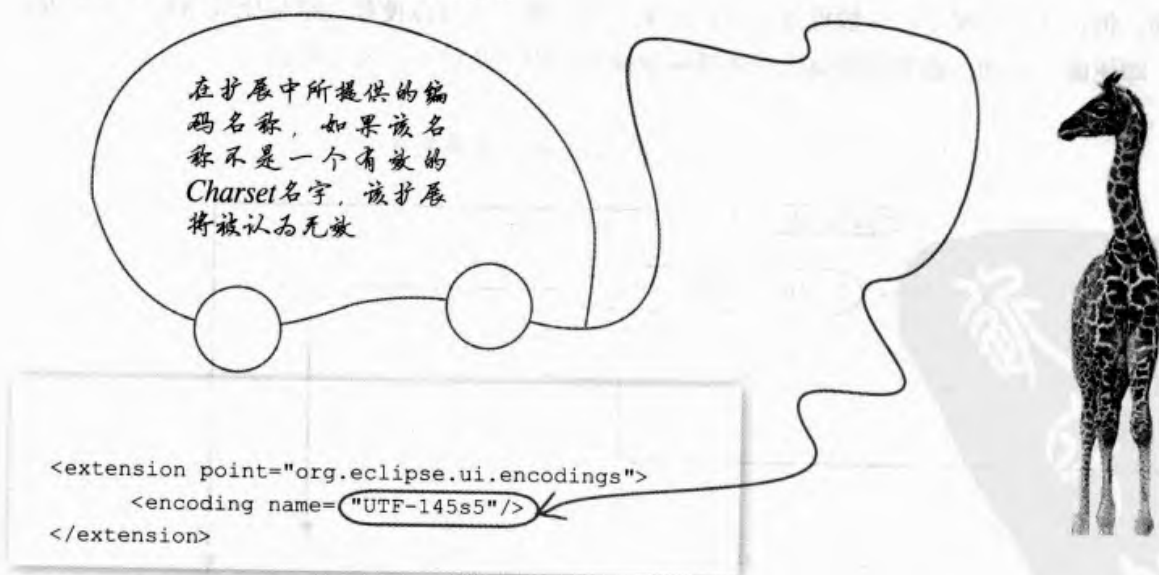 在扩展中所提供的编
码名称，如果该名
称不是一个有效的
Charset名字，该扩展
将被认为无效
<extension point="org.eclipse.ui.encodings">
<encoding name= "UTF-145s5"/>
</extension>